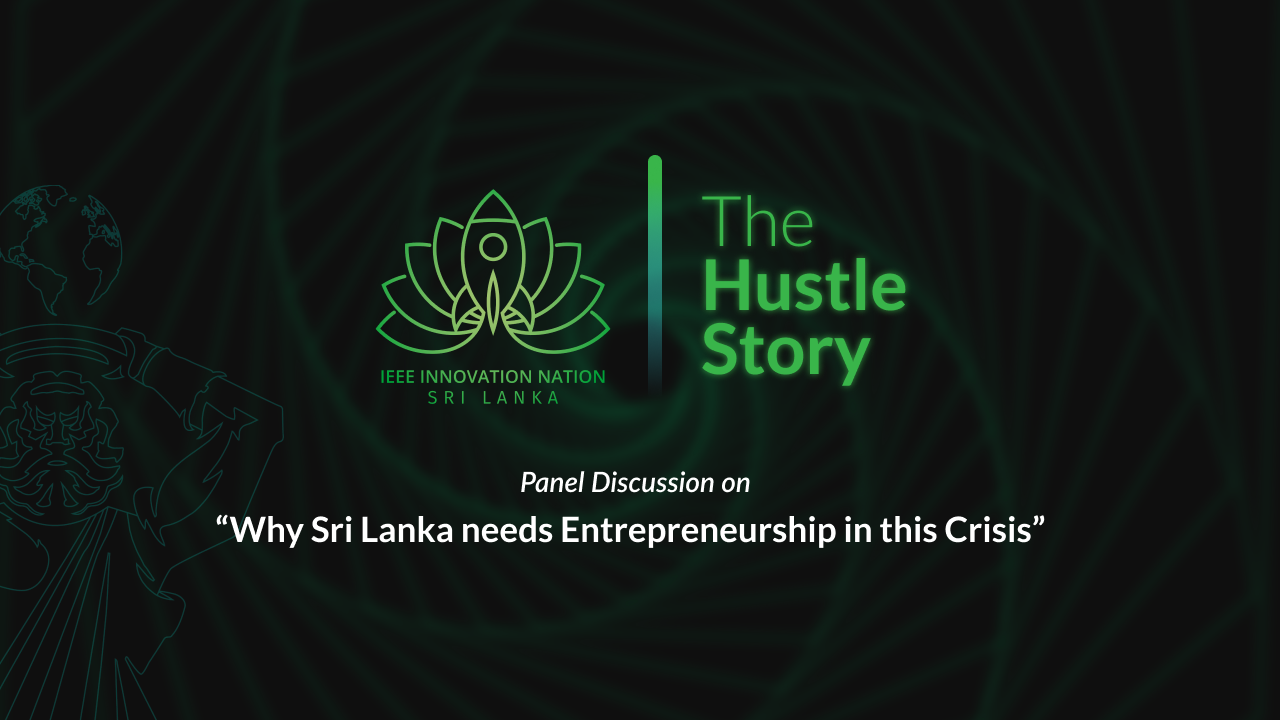 IEEE INNOVATION NATION
SRI LANKA
The
Hustle
Story
Panel Discussion on
“Why Sri Lanka needs Entrepreneurship in this Crisis”